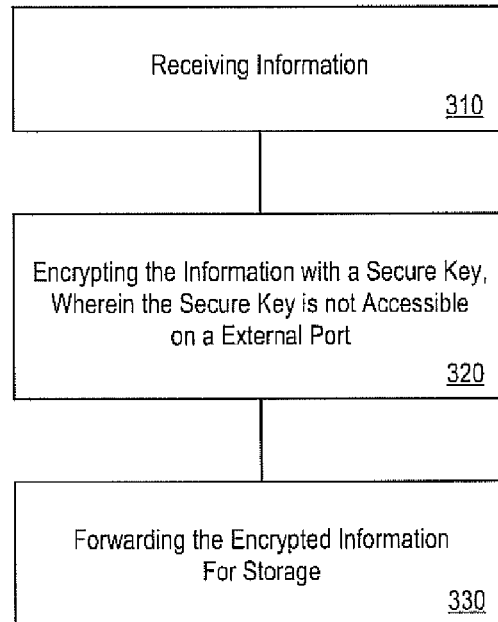 Receiving Information
310
Encrypting the Information with a Secure Key,
Wherein the Secure Key is not Accessible
on a External Port
320
Forwarding the Encrypted Information
For Storage
330